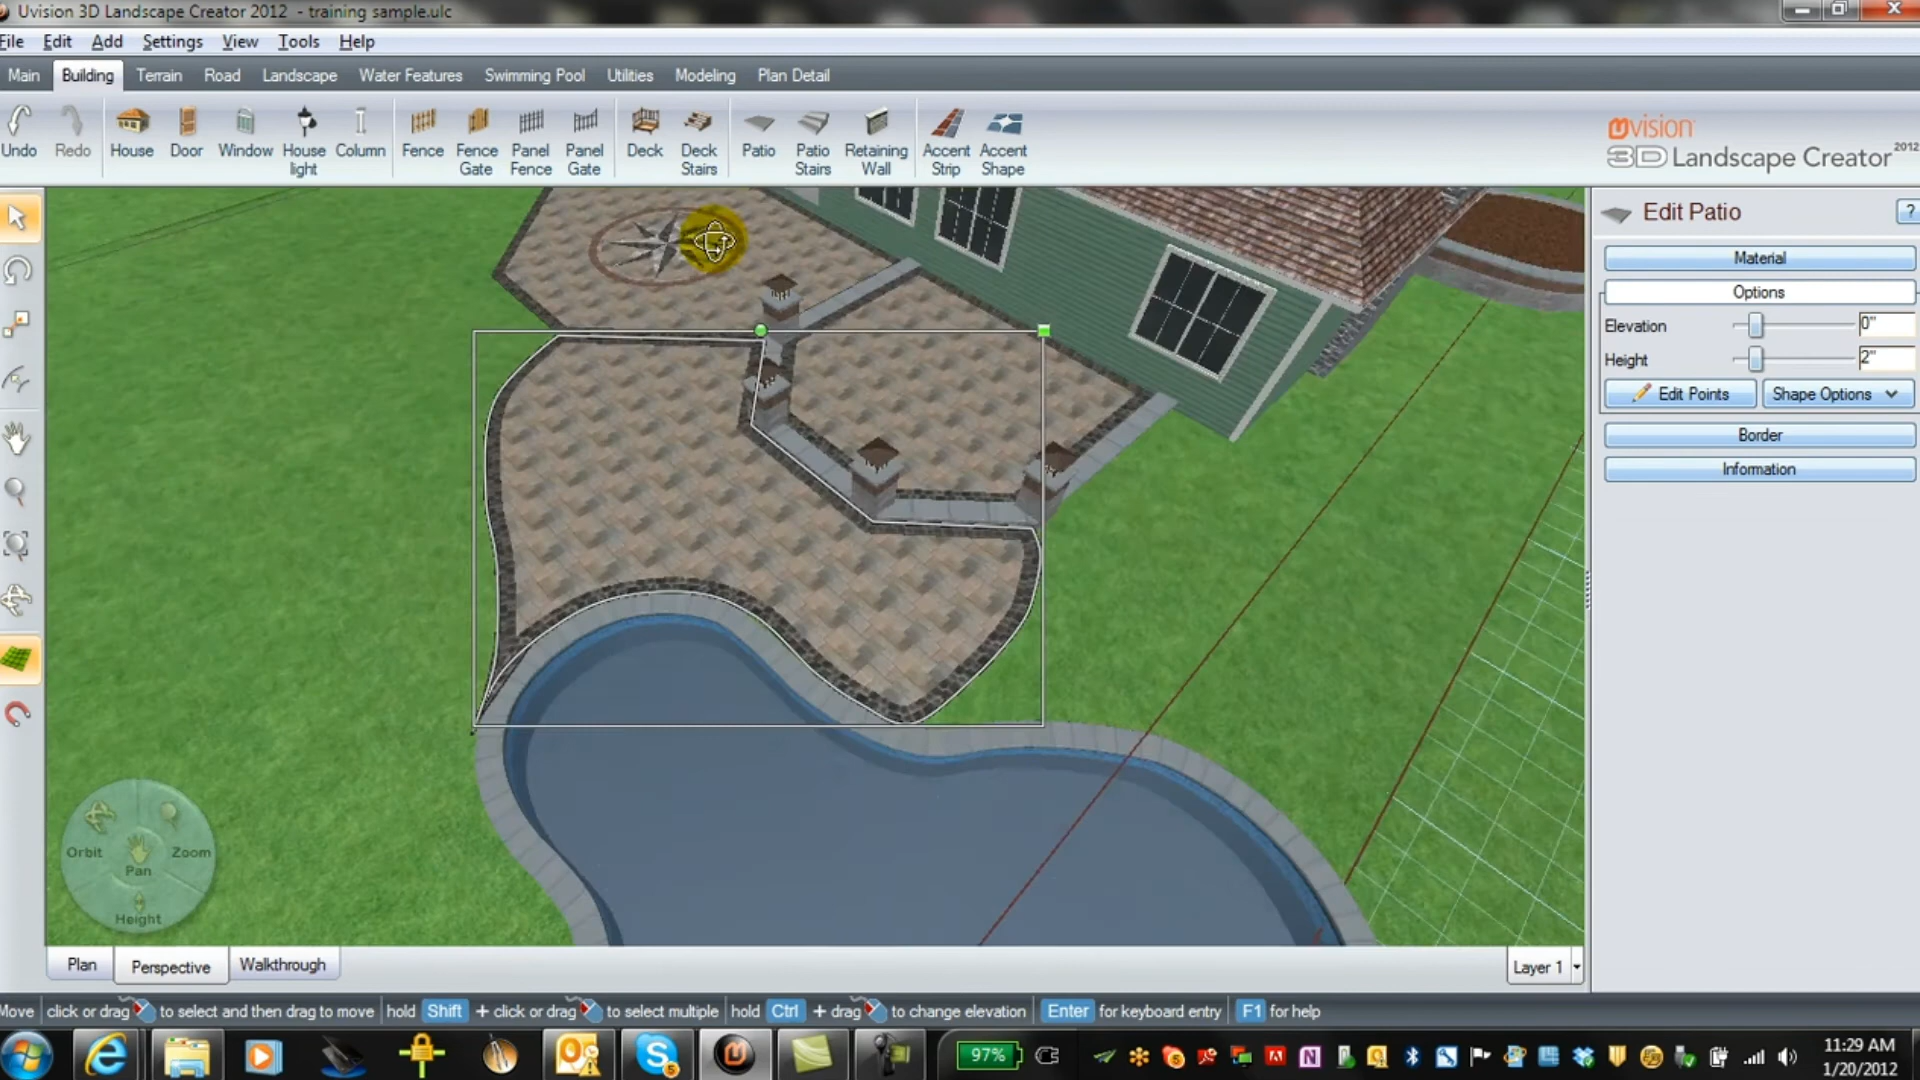 Uvision 3D Landscape Creator 2012 - training sample.ulc
File Edit Add Settings View Tools Help
Main Building Terrain Road Landscape Water Features Swimming Pool Utilities Modeling Plan Detail
Undo Redo House Door Window House light Column Fence Fence Gate Panel Fence Panel Gate Deck Deck Stairs Patio Patio Stairs Retaining Wall Accent Strip Accent Shape
uvision
3D Landscape Creator 2012
Edit Patio ?
Material
Options
Elevation 0"
Height 2"
Edit Points Shape Options
Border
Information
Orbit Zoom
Pan
Height
Plan Perspective Walkthrough Layer 1
Move click or drag to select and then drag to move hold Shift + click or drag to select multiple hold Ctrl + drag to change elevation Enter for keyboard entry F1 for help
97%
11:29 AM
1/20/2012